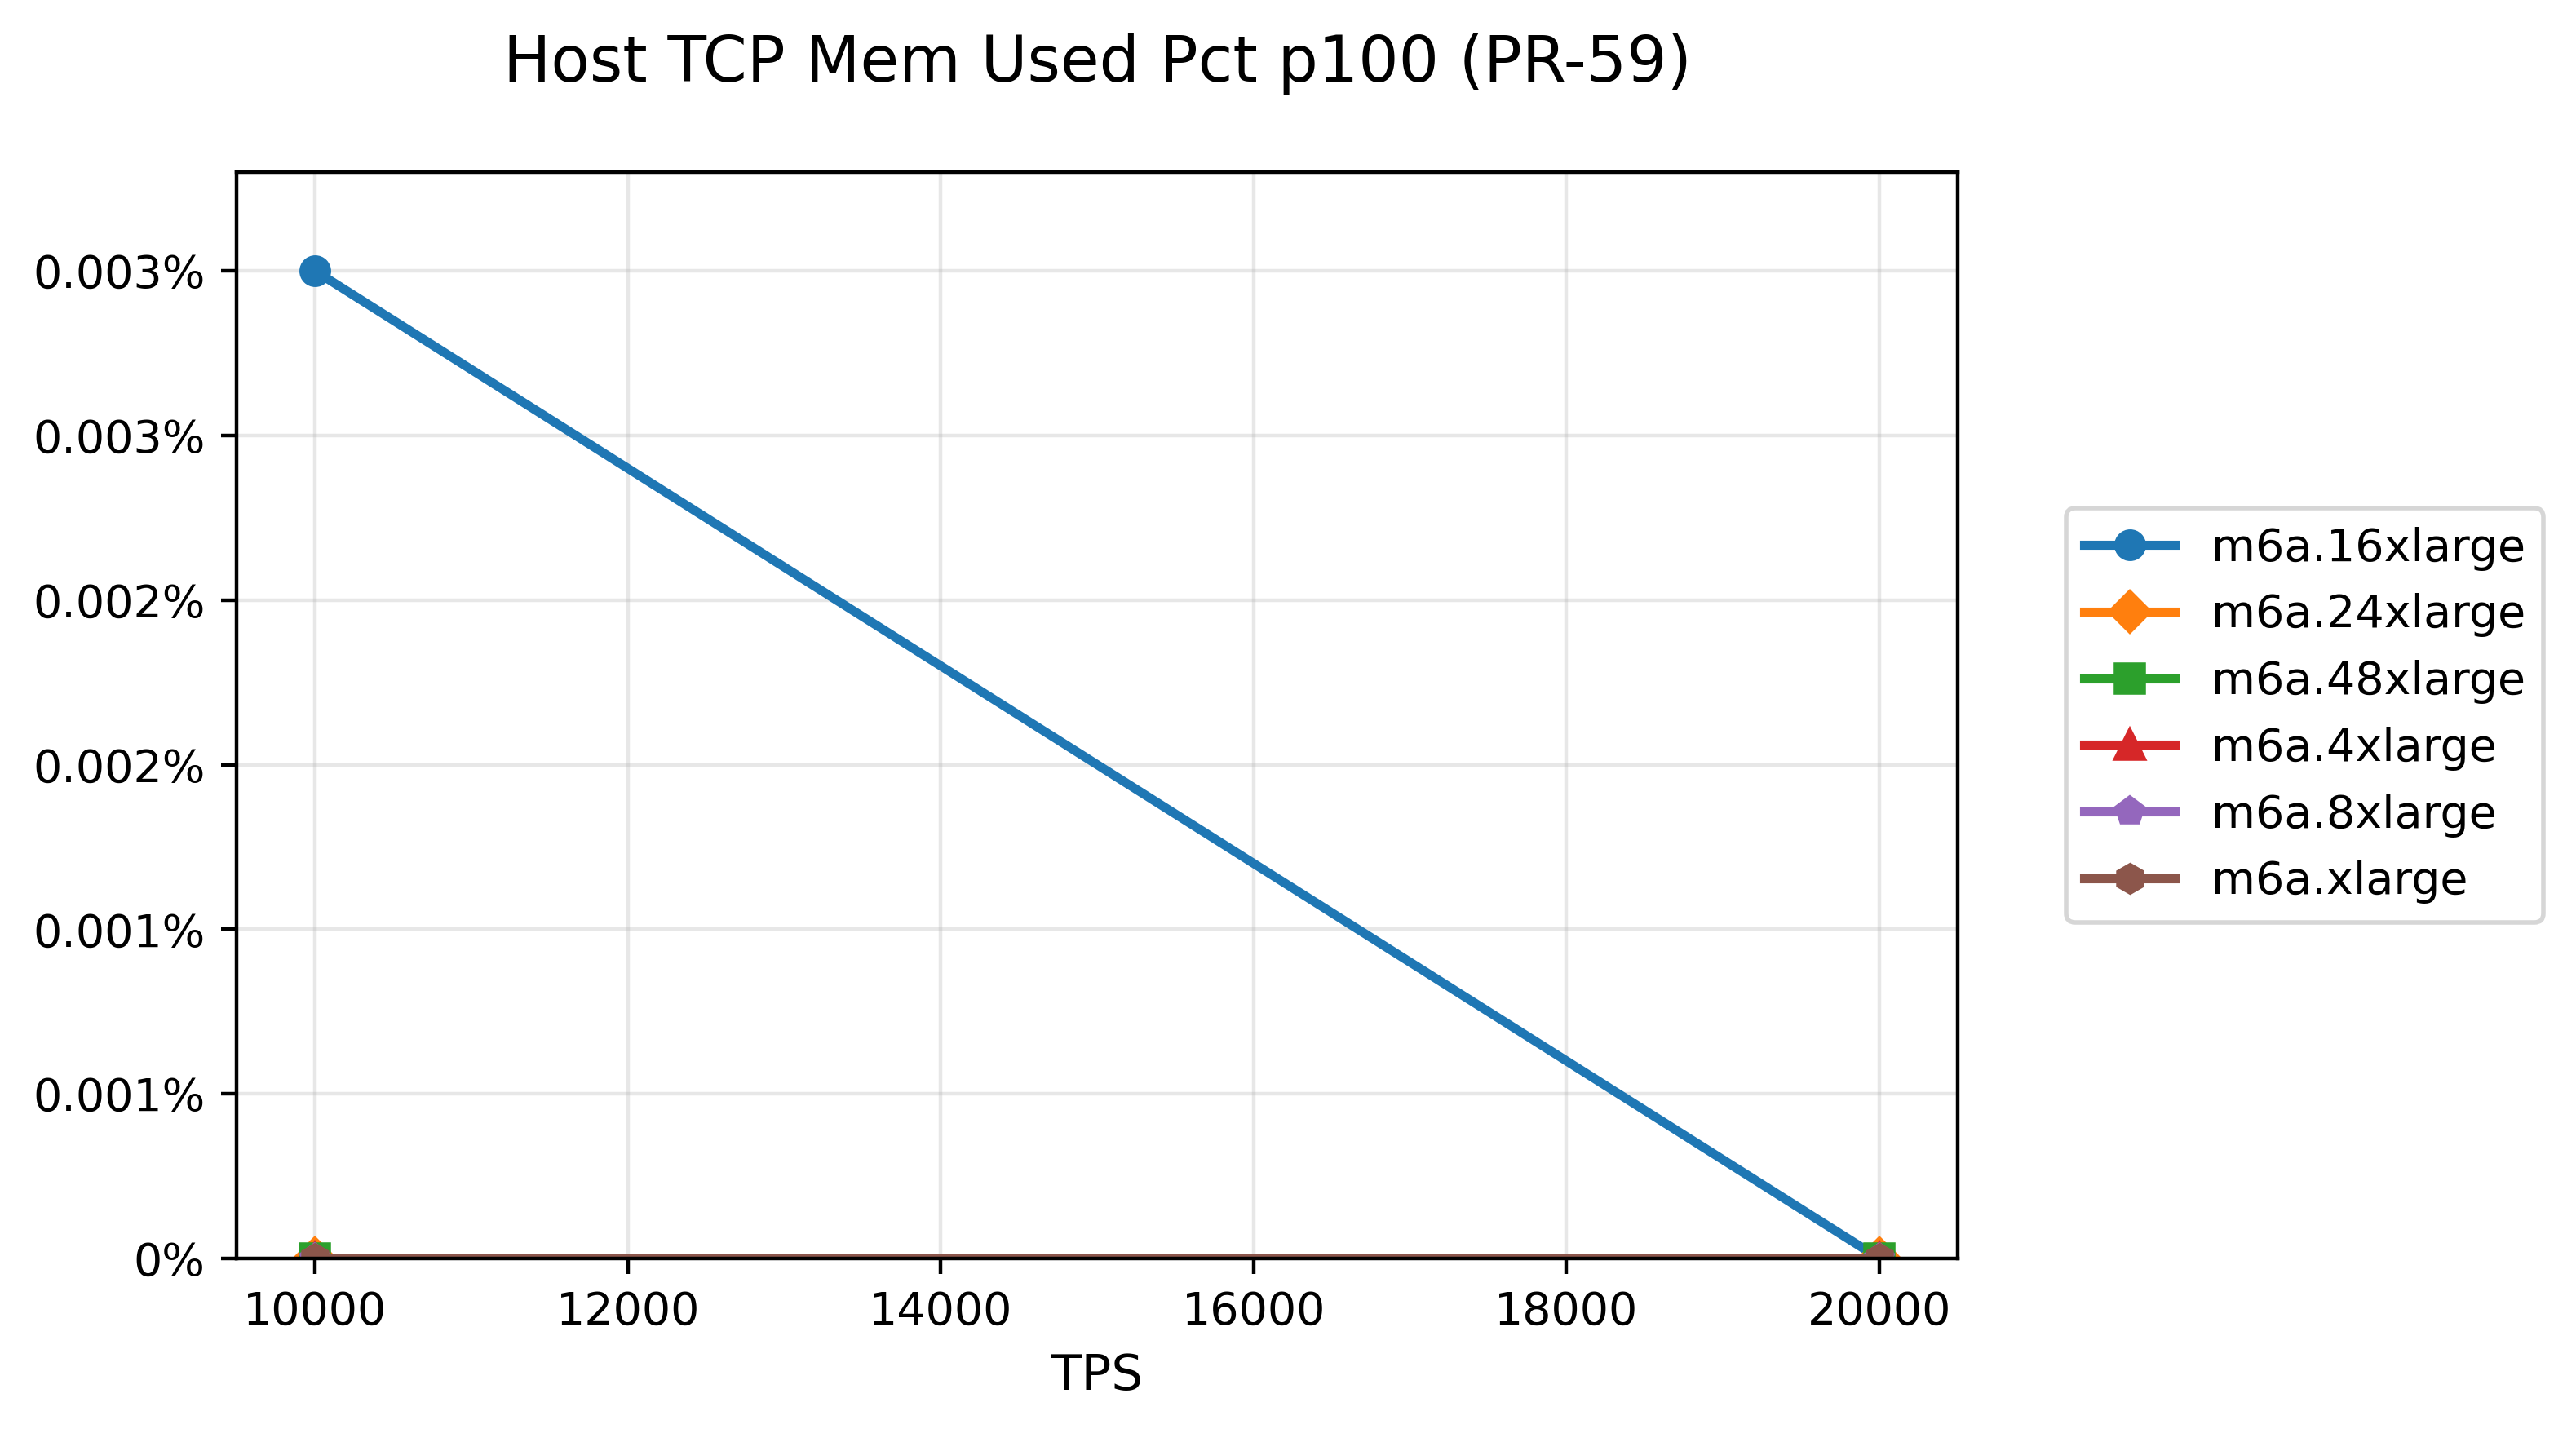 Host TCP Mem Used Pct p100 (PR-59)
0.003%
0.003%
0.002%
0.002%
0.001%
0.001%
0%
10000 12000 14000 16000 18000 20000
TPS
m6a.16xlarge
m6a.24xlarge
m6a.48xlarge
m6a.4xlarge
m6a.8xlarge
m6a.xlarge